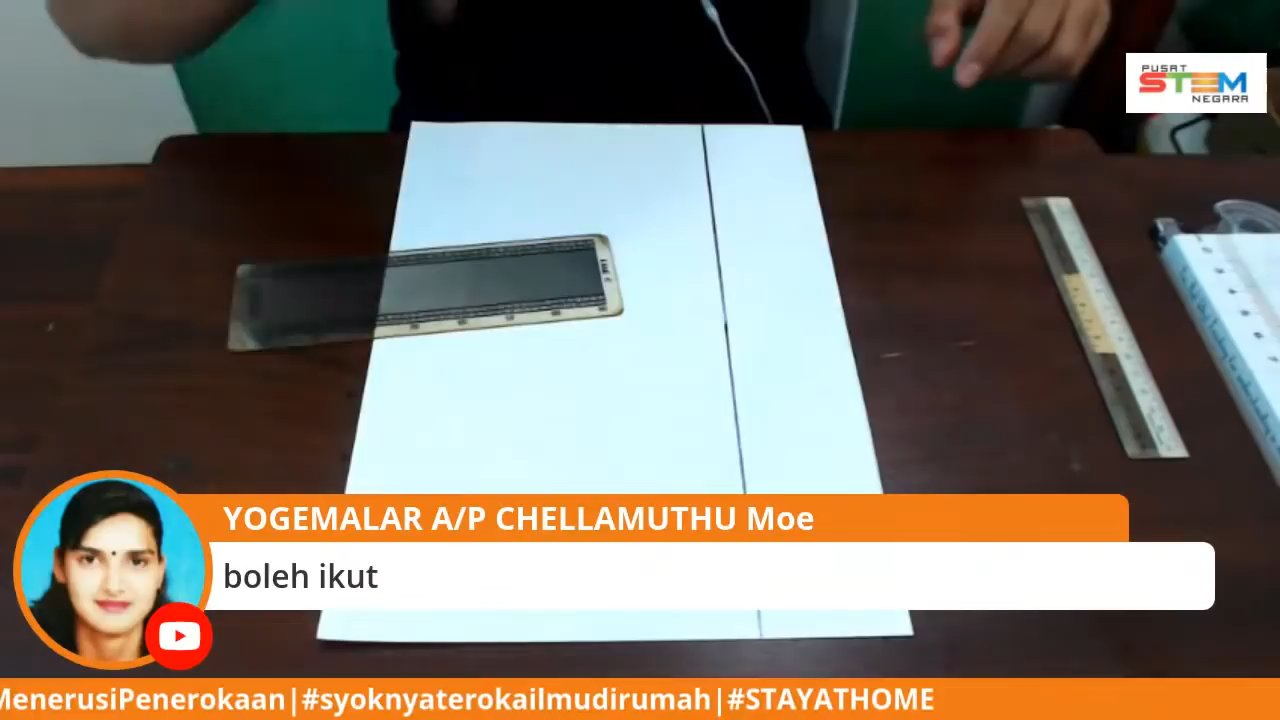 PUSAT
STEM
NEGARA
YOGEMALAR A/P CHELLAMUTHU Moe
boleh ikut
MenerusiPenerokaan|#syoknyaterokailmudirumah|#STAYATHOME